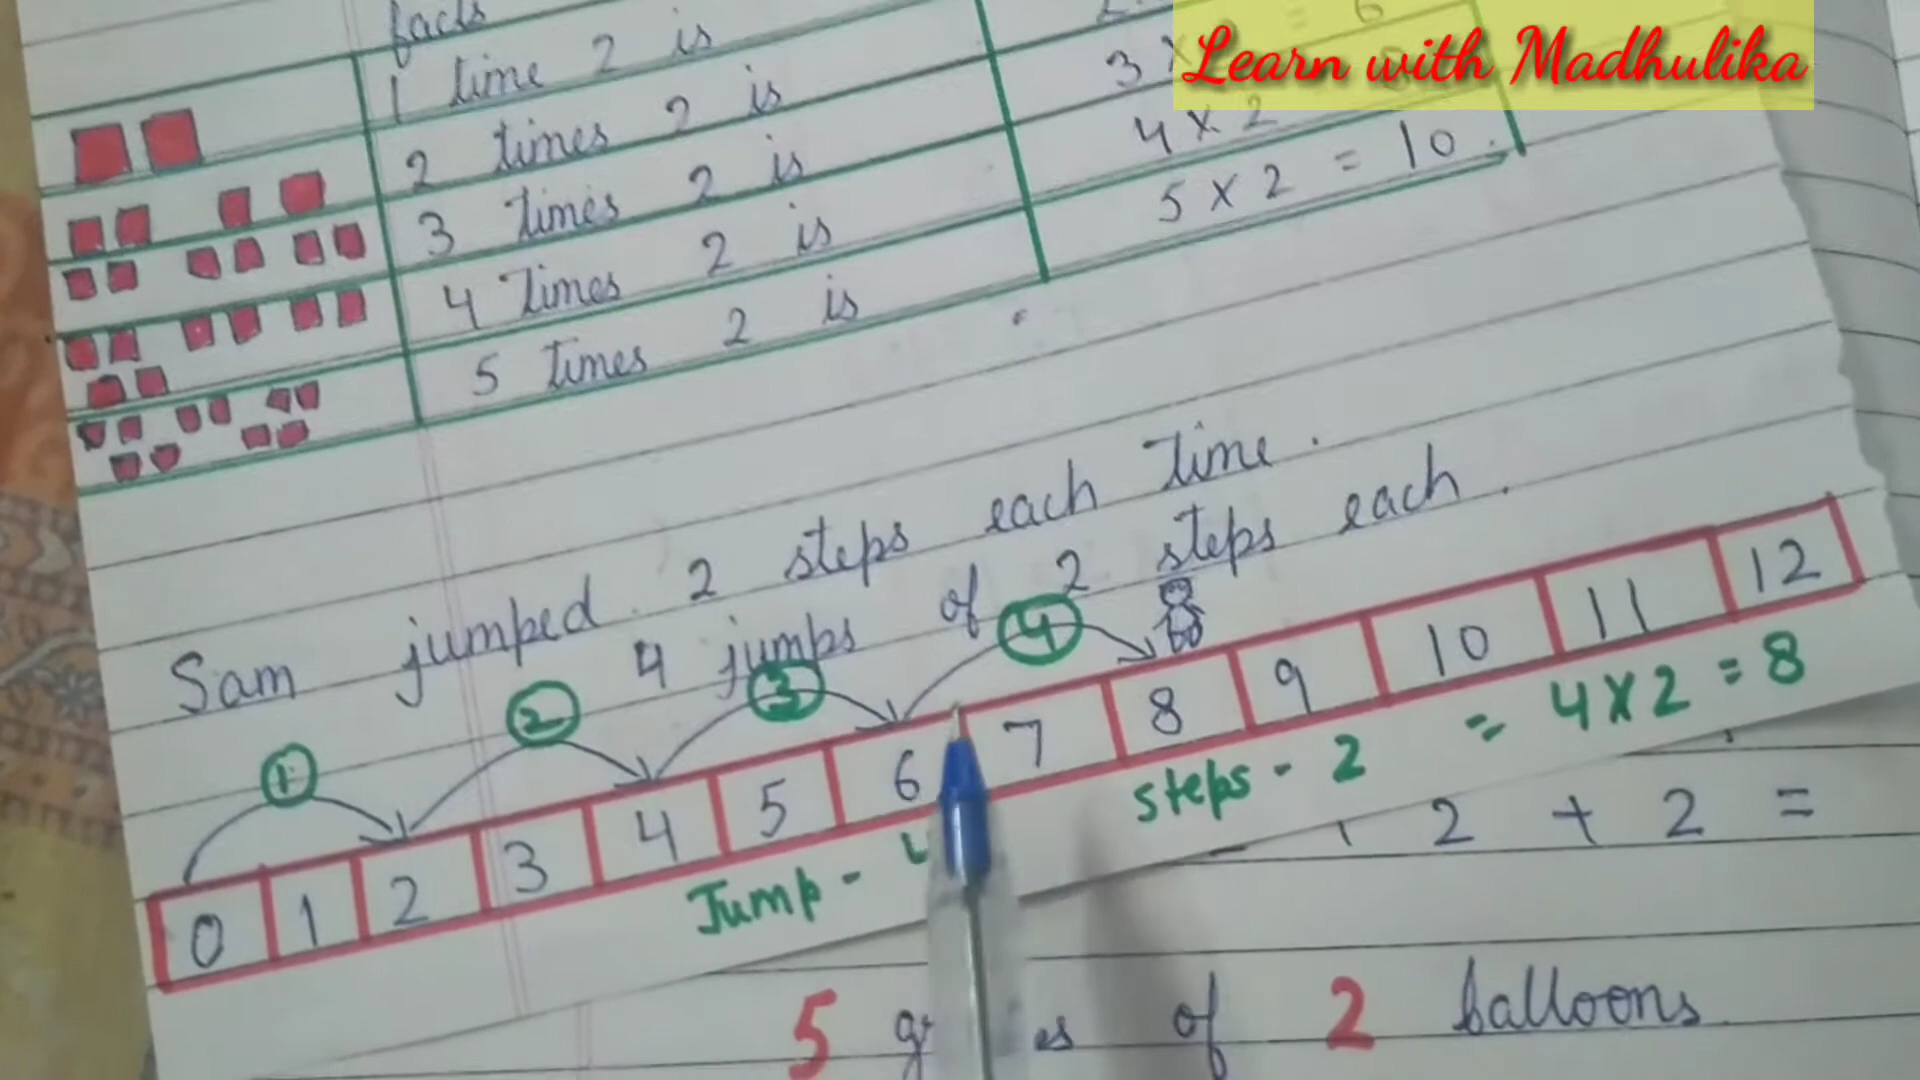 Learn with Madhulika
facts
1 time 2 is
2 times 2 is
3 times 2 is
4 times 2 is
5 times 2 is
= 6
3 ×
4 × 2
5 × 2 = 10.
Sam jumped 2 steps each time.
4 jumps of 2 steps each.
1 2 3 4
0 1 2 3 4 5 6 7 8 9 10 11 12
Jump - 4 steps - 2 = 4 × 2 = 8
2 + 2 =
5 of 2 balloons